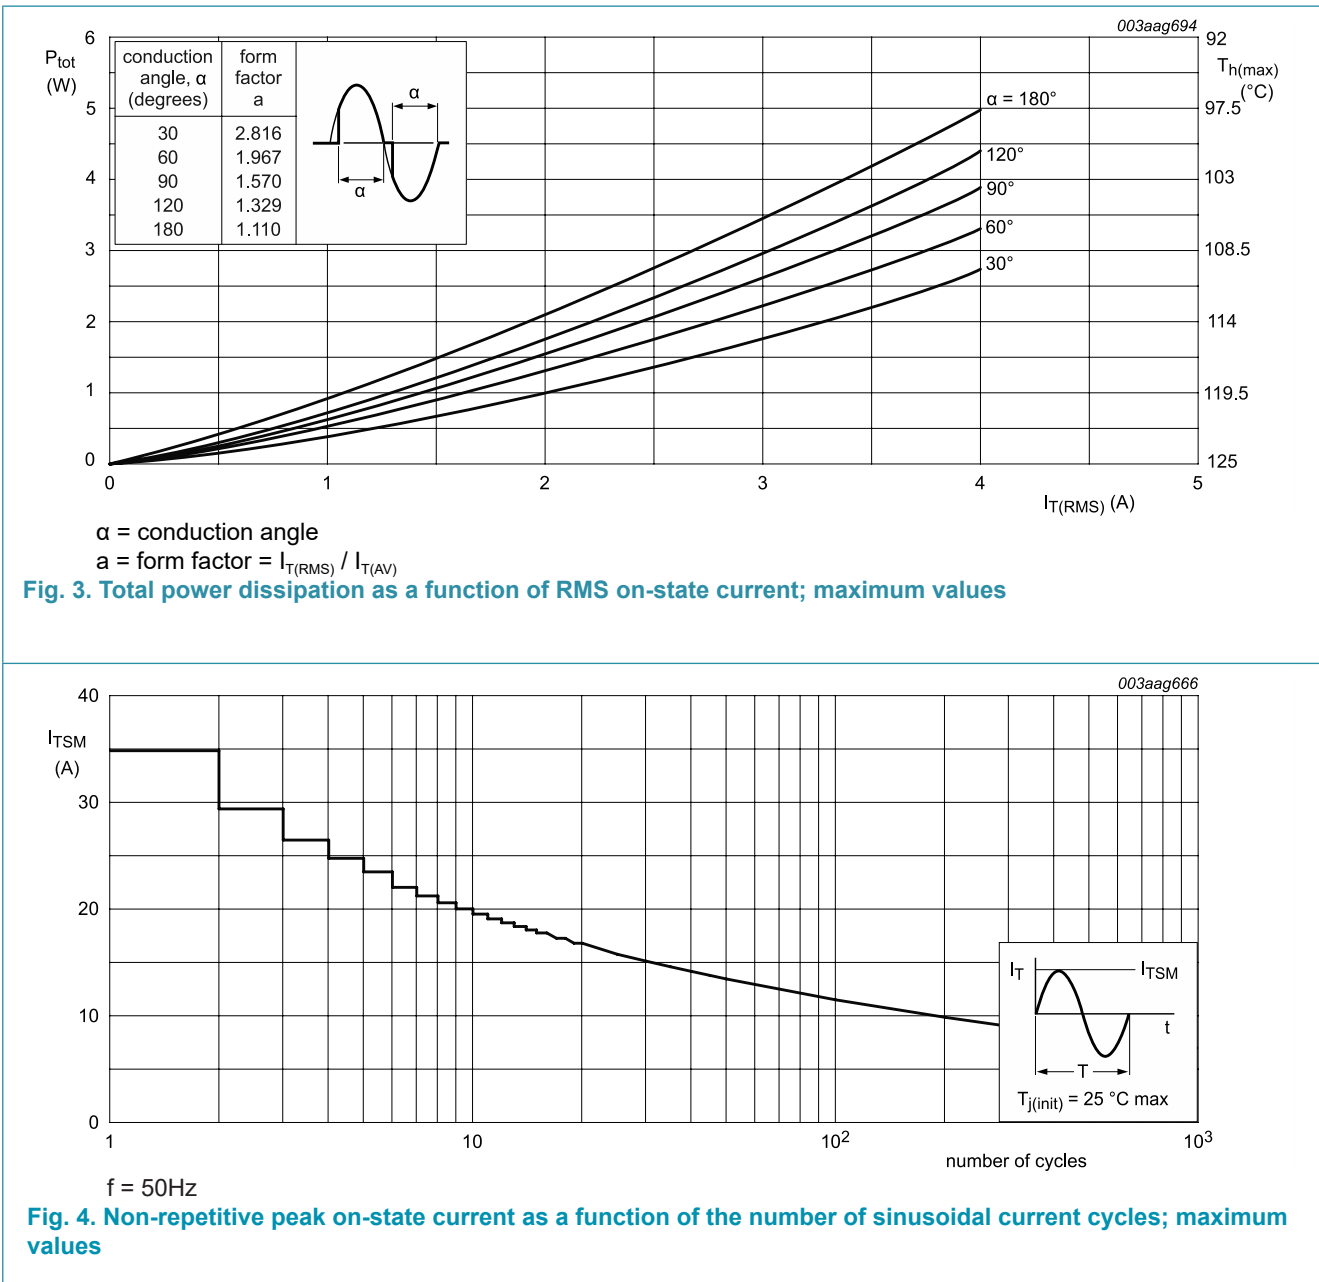 003aag694
6
5
4
3
2
1
0
Ptot
(W)
conduction angle, α (degrees)
form factor a
30 2.816
60 1.967
90 1.570
120 1.329
180 1.110
α
α
92
Th(max)
(°C)
97.5
103
108.5
114
119.5
125
α = 180°
120°
90°
60°
30°
0 1 2 3 4 5
IT(RMS) (A)
α = conduction angle
a = form factor = IT(RMS) / IT(AV)
Fig. 3. Total power dissipation as a function of RMS on-state current; maximum values
003aag666
40
30
20
10
0
ITSM
(A)
IT
ITSM
t
T
Tj(init) = 25 °C max
1 10 10² 10³
number of cycles
f = 50Hz
Fig. 4. Non-repetitive peak on-state current as a function of the number of sinusoidal current cycles; maximum
values